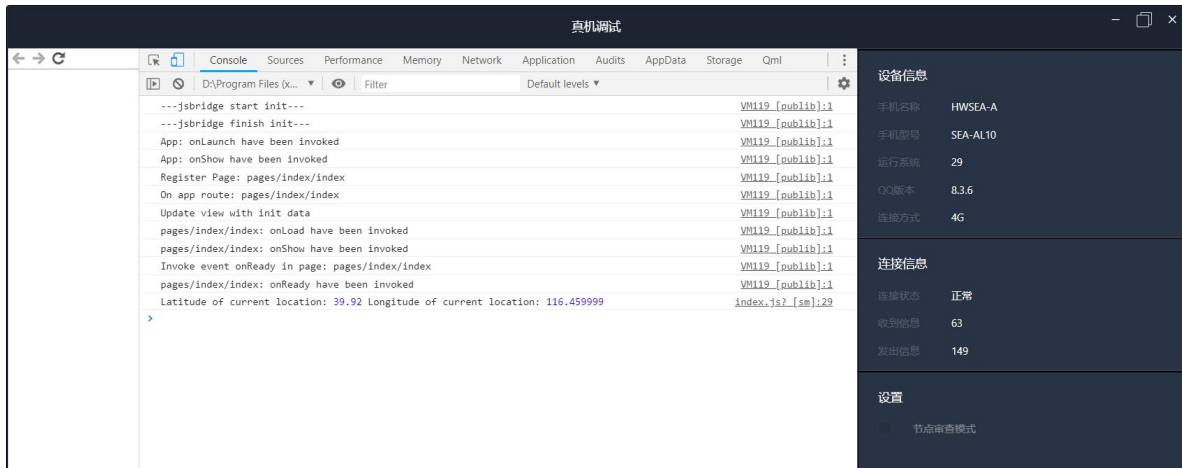 真机调试
Console Sources Performance Memory Network Application Audits AppData Storage Qml
D:\Program Files (x... Filter Default levels
---jsbridge start init--- VM119 [publib]:1
---jsbridge finish init--- VM119 [publib]:1
App: onLaunch have been invoked VM119 [publib]:1
App: onShow have been invoked VM119 [publib]:1
Register Page: pages/index/index VM119 [publib]:1
On app route: pages/index/index VM119 [publib]:1
Update view with init data VM119 [publib]:1
pages/index/index: onLoad have been invoked VM119 [publib]:1
pages/index/index: onShow have been invoked VM119 [publib]:1
Invoke event onReady in page: pages/index/index VM119 [publib]:1
pages/index/index: onReady have been invoked VM119 [publib]:1
Latitude of current location: 39.92 Longitude of current location: 116.459999 index.js? [sm]:29
设备信息
手机名称 HWSEA-A
手机型号 SEA-AL10
运行系统 29
QQ版本 8.3.6
连接方式 4G
连接信息
连接状态 正常
收到信息 63
发出信息 149
设置
节点审查模式